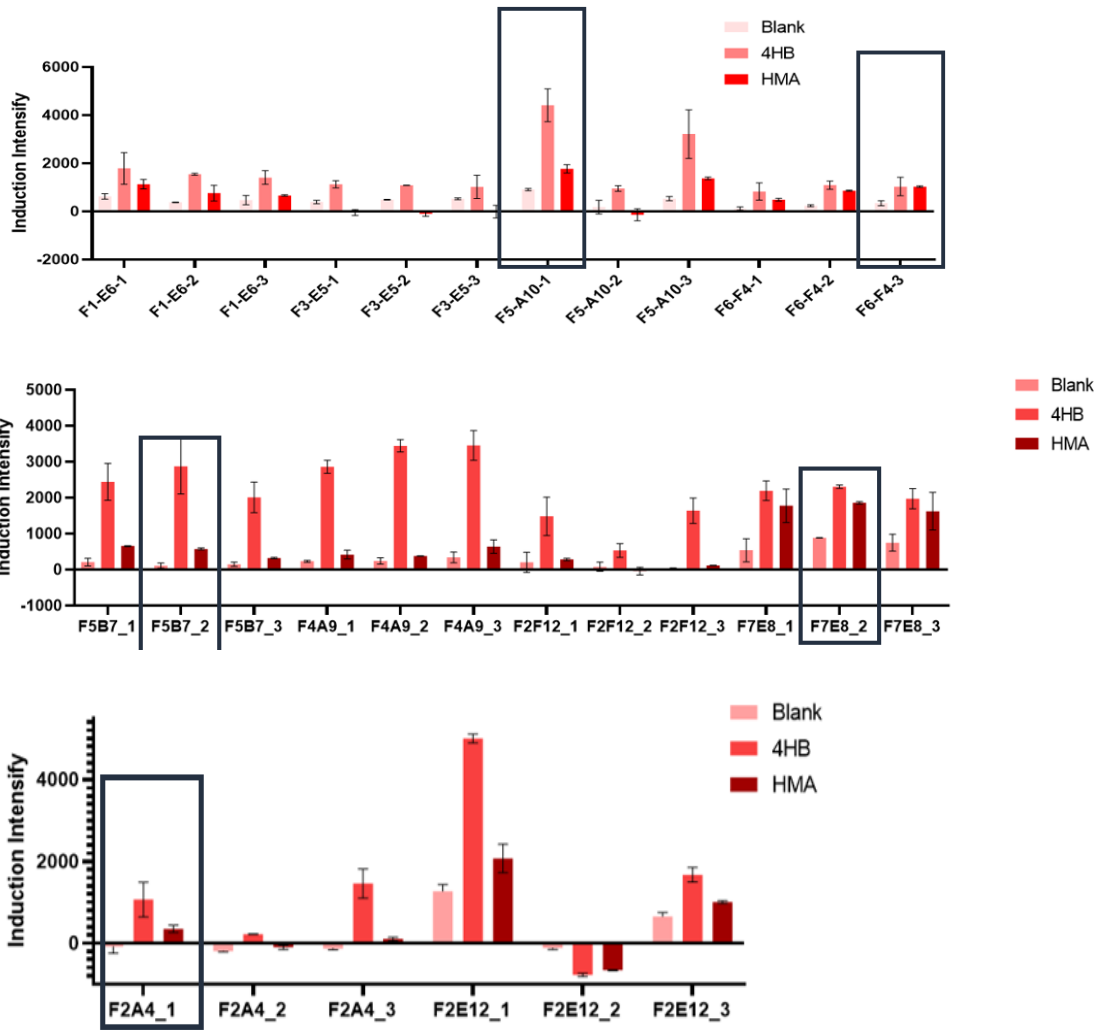 Blank
4HB
HMA
Induction Intensify
6000
4000
2000
0
-2000
F1-E6-1
F1-E6-2
F1-E6-3
F3-E5-1
F3-E5-2
F3-E5-3
F5-A10-1
F5-A10-2
F5-A10-3
F6-F4-1
F6-F4-2
F6-F4-3
Blank
4HB
HMA
Induction Intensify
5000
4000
3000
2000
1000
0
-1000
F5B7_1
F5B7_2
F5B7_3
F4A9_1
F4A9_2
F4A9_3
F2F12_1
F2F12_2
F2F12_3
F7E8_1
F7E8_2
F7E8_3
Blank
4HB
HMA
Induction Intensify
4000
2000
0
F2A4_1
F2A4_2
F2A4_3
F2E12_1
F2E12_2
F2E12_3